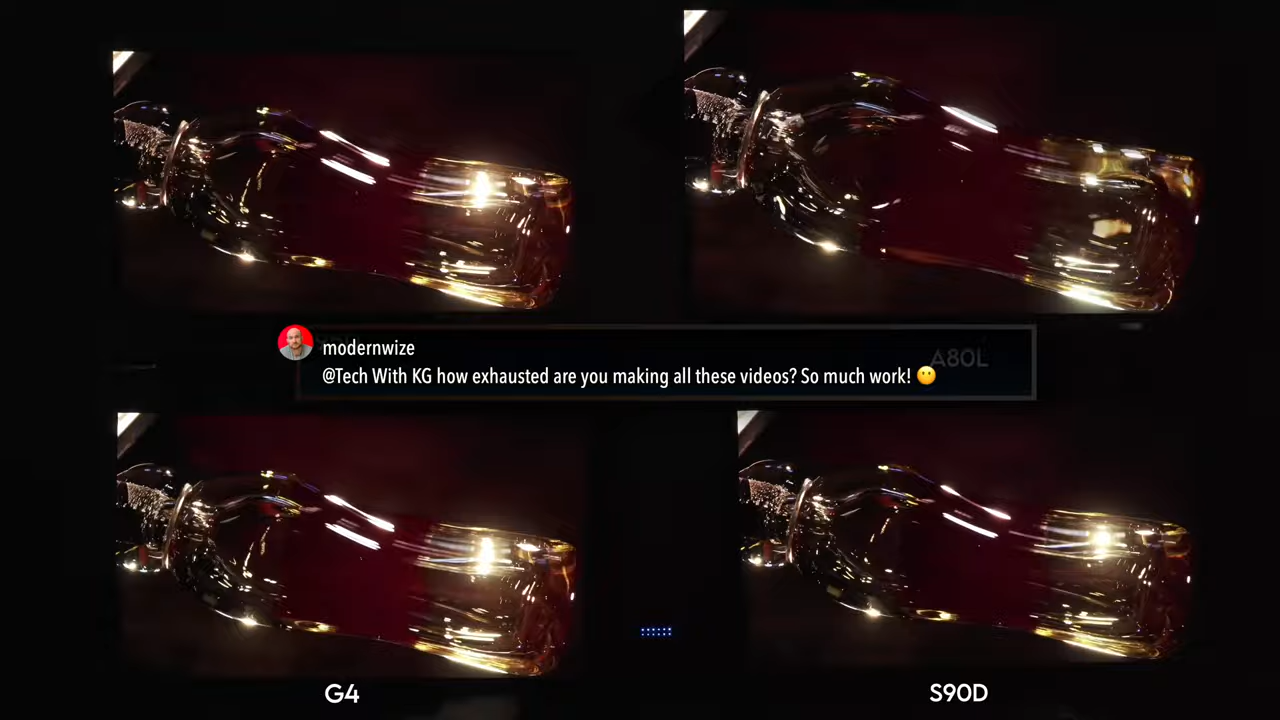 modernwize
@Tech With KG how exhausted are you making all these videos? So much work! 😶
A80L
G4
S90D